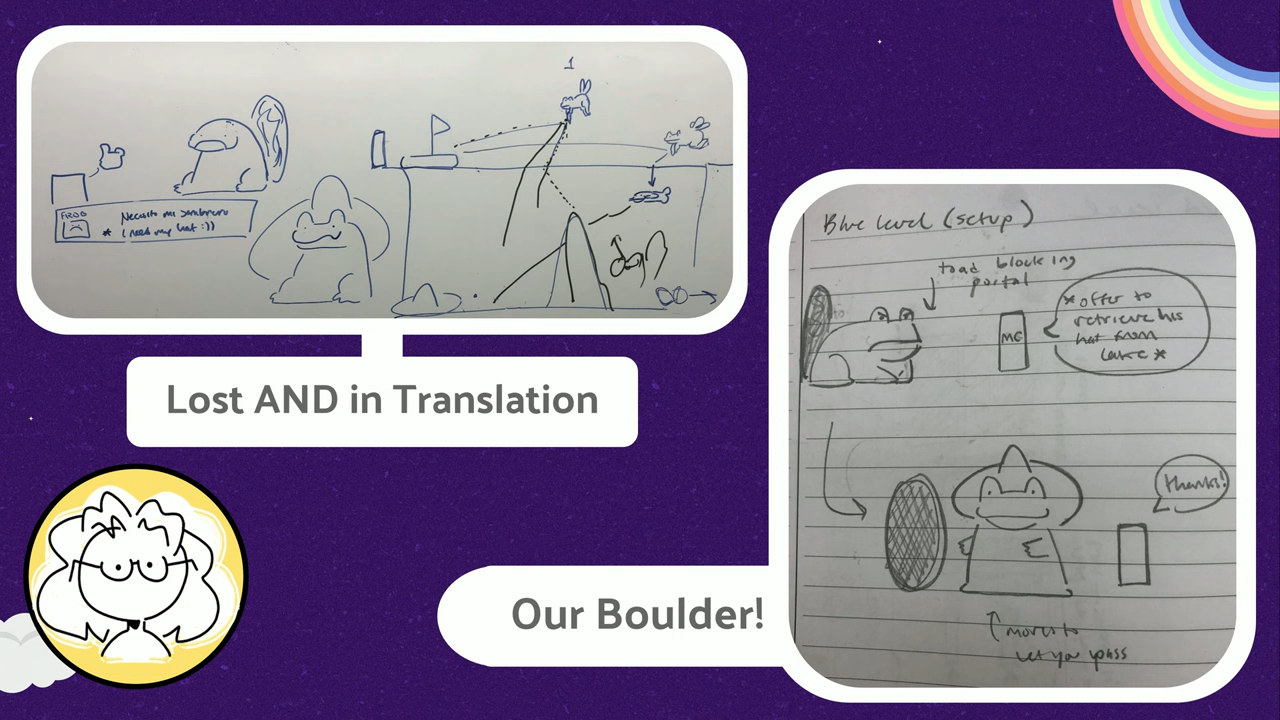 1
FROG
Necesito mi sombrero
* (I need my hat :))
Lost AND in Translation
Our Boulder!
Blue level (setup)
toad blocking
portal
MC
*offer to
retrieve his
hat from
lake *
thanks!
moves to
let you pass